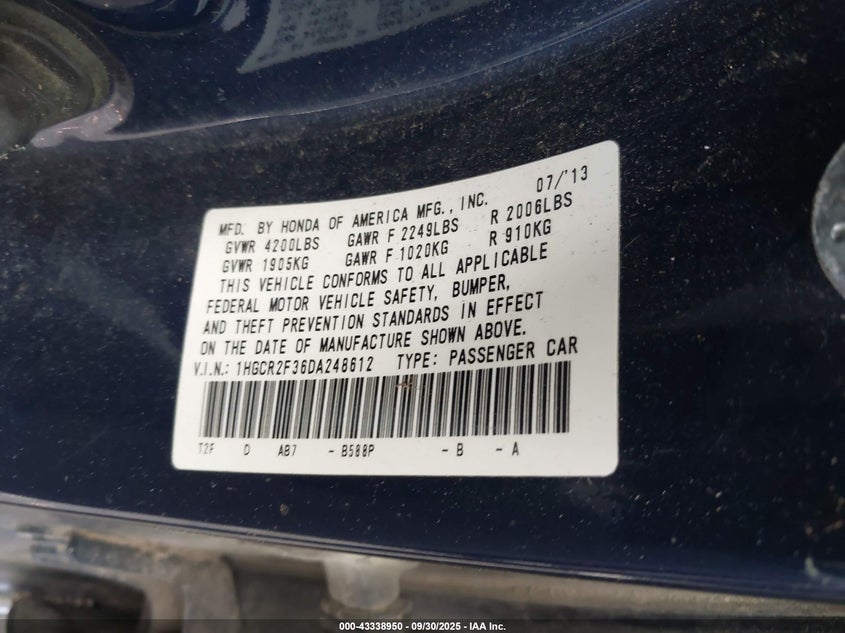 07/'13
MFD. BY HONDA OF AMERICA MFG., INC.
GVWR 4200LBS GAWR F 2249LBS R 2006LBS
GVWR 1905KG GAWR F 1020KG R 910KG
THIS VEHICLE CONFORMS TO ALL APPLICABLE
FEDERAL MOTOR VEHICLE SAFETY, BUMPER,
AND THEFT PREVENTION STANDARDS IN EFFECT
ON THE DATE OF MANUFACTURE SHOWN ABOVE.
V.I.N.: 1HGCR2F36DA248612 TYPE: PASSENGER CAR
T2F D AB7 - B588P - B - A
000-43338950 - 09/30/2025 - IAA Inc.